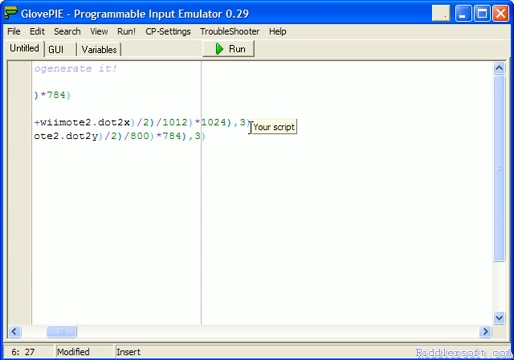 GlovePIE - Programmable Input Emulator 0.29
File Edit Search View Run! CP-Settings TroubleShooter Help
Untitled GUI Variables Run
ogenerate it!
)*784)
+wiimote2.dot2x)/2)/1012)*1024),3)
Your script
ote2.dot2y)/2)/800)*784),3)
6: 27 Modified Insert
Riddlersoft.com